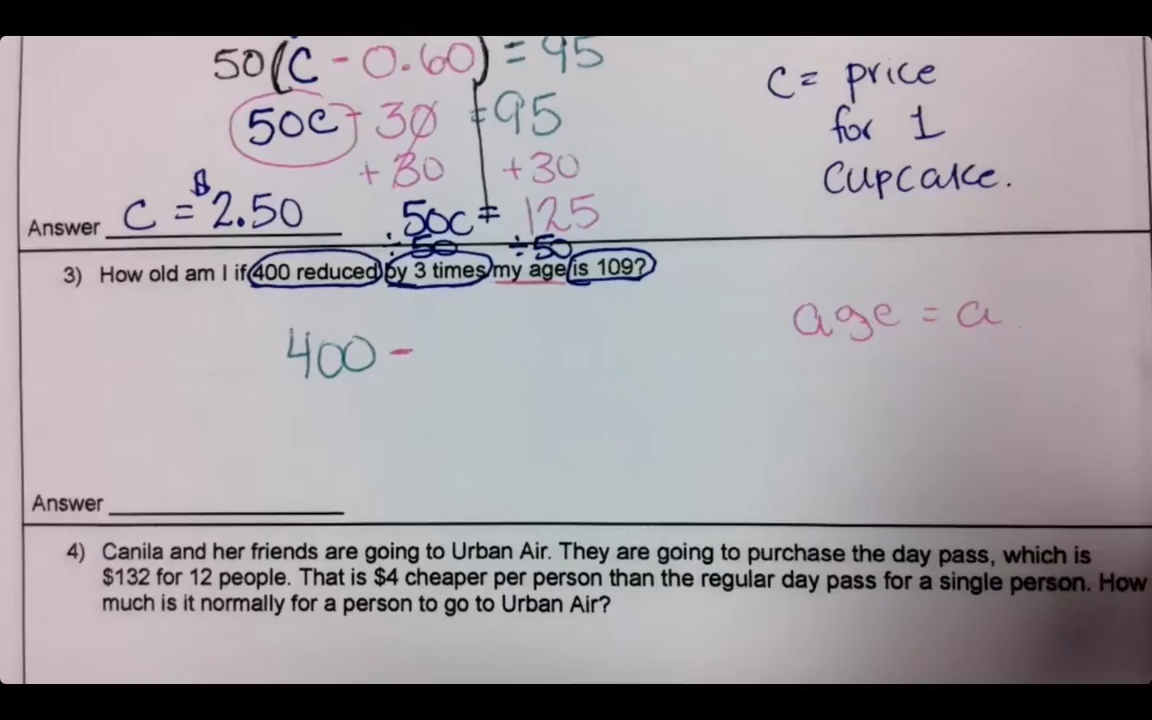 50(C - 0.60) = 95
50c - 30 = 95
+ 30 +30
Answer C = $2.50
50c = 125
÷50 ÷50
C = price
for 1
cupcake.
3) How old am I if 400 reduced by 3 times my age is 109?
age = a
400 -
Answer
4) Canila and her friends are going to Urban Air. They are going to purchase the day pass, which is
$132 for 12 people. That is $4 cheaper per person than the regular day pass for a single person. How
much is it normally for a person to go to Urban Air?